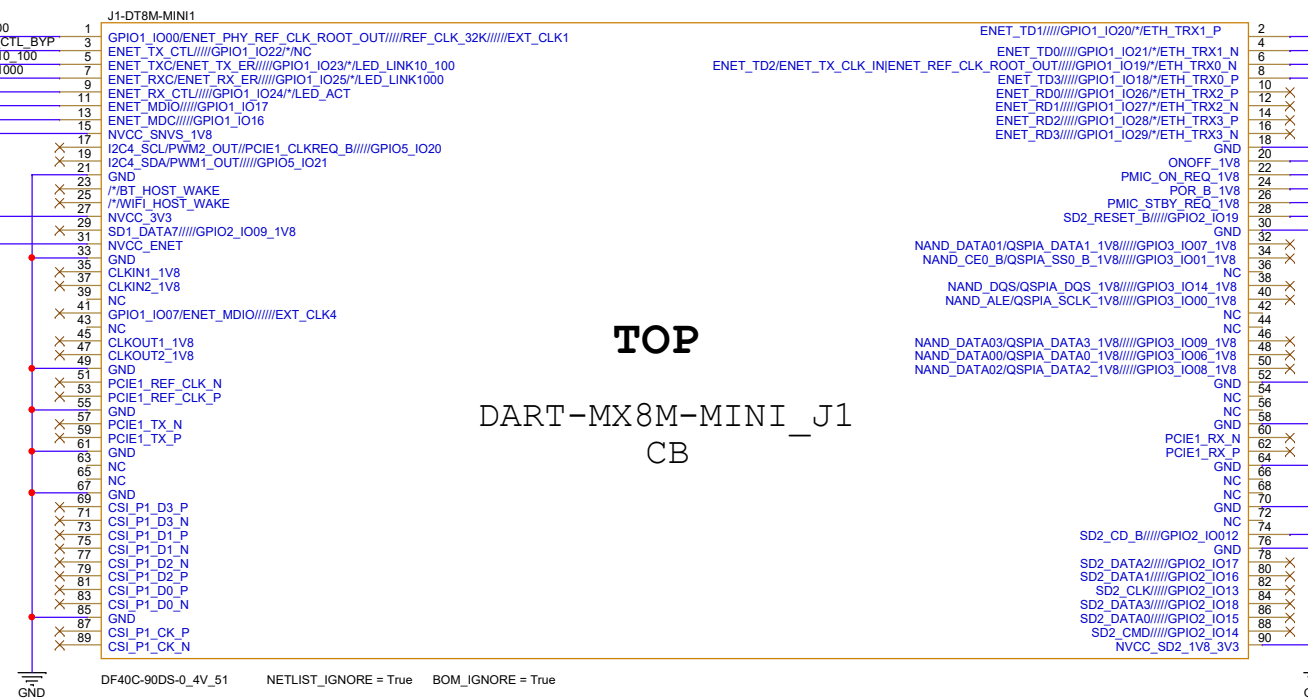 J1-DT8M-MINI1
00
CTL_BYP
10_100
1000
1 GPIO1_IO00/ENET_PHY_REF_CLK_ROOT_OUT/////REF_CLK_32K//////EXT_CLK1
3 ENET_TX_CTL/////GPIO1_IO22/*/NC
5 ENET_TXC/ENET_TX_ER/////GPIO1_IO23/*/LED_LINK10_100
7 ENET_RXC/ENET_RX_ER/////GPIO1_IO25/*/LED_LINK1000
9 ENET_RX_CTL/////GPIO1_IO24/*/LED_ACT
11 ENET_MDIO/////GPIO1_IO17
13 ENET_MDC/////GPIO1_IO16
15 NVCC_SNVS_1V8
17 I2C4_SCL/PWM2_OUT//PCIE1_CLKREQ_B/////GPIO5_IO20
19 I2C4_SDA/PWM1_OUT/////GPIO5_IO21
21 GND
23 /*/BT_HOST_WAKE
25 /*/WIFI_HOST_WAKE
27 NVCC_3V3
29 SD1_DATA7/////GPIO2_IO09_1V8
31 NVCC_ENET
33 GND
35 CLKIN1_1V8
37 CLKIN2_1V8
39 NC
41 GPIO1_IO07/ENET_MDIO//////EXT_CLK4
43 NC
45 CLKOUT1_1V8
47 CLKOUT2_1V8
49 GND
51 PCIE1_REF_CLK_N
53 PCIE1_REF_CLK_P
55 GND
57 PCIE1_TX_N
59 PCIE1_TX_P
61 GND
63 NC
65 NC
67 GND
69 CSI_P1_D3_P
71 CSI_P1_D3_N
73 CSI_P1_D1_P
75 CSI_P1_D1_N
77 CSI_P1_D2_N
79 CSI_P1_D2_P
81 CSI_P1_D0_P
83 CSI_P1_D0_N
85 GND
87 CSI_P1_CK_P
89 CSI_P1_CK_N
TOP
DART-MX8M-MINI_J1
CB
ENET_TD1/////GPIO1_IO20/*/ETH_TRX1_P 2
ENET_TD0/////GPIO1_IO21/*/ETH_TRX1_N 4
ENET_TD2/ENET_TX_CLK_IN|ENET_REF_CLK_ROOT_OUT/////GPIO1_IO19/*/ETH_TRX0_N 6
ENET_TD3/////GPIO1_IO18/*/ETH_TRX0_P 8
ENET_RD0/////GPIO1_IO26/*/ETH_TRX2_P 10
ENET_RD1/////GPIO1_IO27/*/ETH_TRX2_N 12
ENET_RD2/////GPIO1_IO28/*/ETH_TRX3_P 14
ENET_RD3/////GPIO1_IO29/*/ETH_TRX3_N 16
GND 18
ONOFF_1V8 20
PMIC_ON_REQ_1V8 22
POR_B_1V8 24
PMIC_STBY_REQ_1V8 26
SD2_RESET_B/////GPIO2_IO19 28
GND 30
NAND_DATA01/QSPIA_DATA1_1V8/////GPIO3_IO07_1V8 32
NAND_CE0_B/QSPIA_SS0_B_1V8/////GPIO3_IO01_1V8 34
NC 36
NAND_DQS/QSPIA_DQS_1V8/////GPIO3_IO14_1V8 38
NAND_ALE/QSPIA_SCLK_1V8/////GPIO3_IO00_1V8 40
NC 42
NC 44
NAND_DATA03/QSPIA_DATA3_1V8/////GPIO3_IO09_1V8 46
NAND_DATA00/QSPIA_DATA0_1V8/////GPIO3_IO06_1V8 48
NAND_DATA02/QSPIA_DATA2_1V8/////GPIO3_IO08_1V8 50
GND 52
NC 54
NC 56
GND 58
PCIE1_RX_N 60
PCIE1_RX_P 62
GND 64
NC 66
NC 68
GND 70
NC 72
SD2_CD_B/////GPIO2_IO012 74
GND 76
SD2_DATA2/////GPIO2_IO17 78
SD2_DATA1/////GPIO2_IO16 80
SD2_CLK/////GPIO2_IO13 82
SD2_DATA3/////GPIO2_IO18 84
SD2_DATA0/////GPIO2_IO15 86
SD2_CMD/////GPIO2_IO14 88
NVCC_SD2_1V8_3V3 90
GND
DF40C-90DS-0_4V_51 NETLIST_IGNORE = True BOM_IGNORE = True